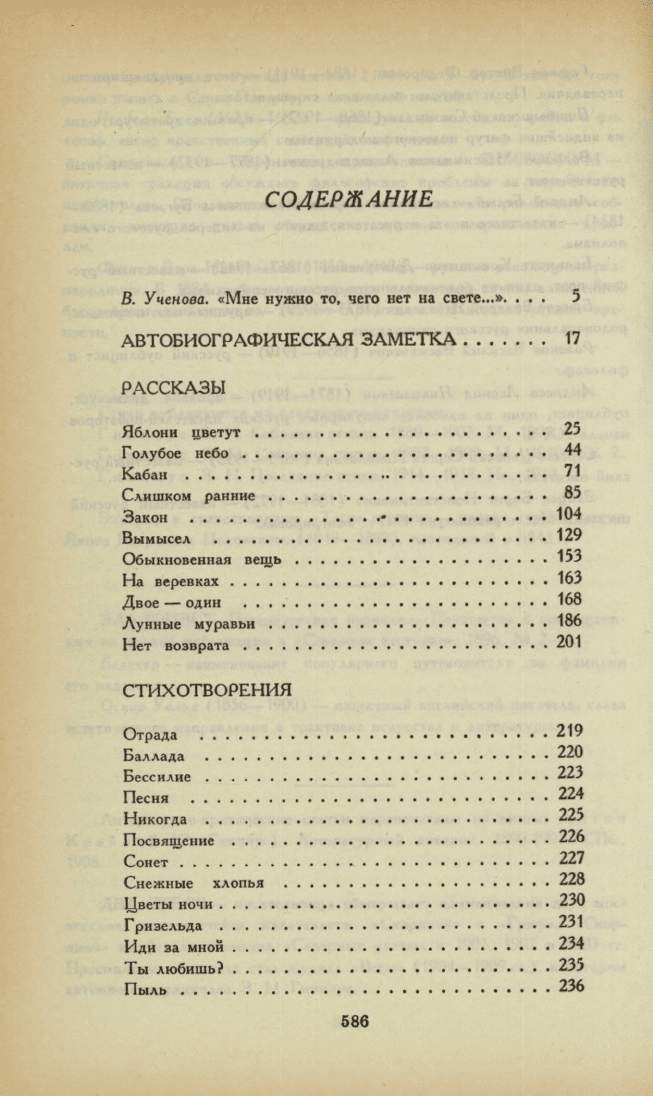 СОДЕРЖАНИЕ
В. Ученова. «Мне нужно то, чего нет на свете...». . . . 5
АВТОБИОГРАФИЧЕСКАЯ ЗАМЕТКА . . . . . . . 17
РАССКАЗЫ
Яблони цветут . . . . . . . . . . . . . . . . . . . . . . . 25
Голубое небо . . . . . . . . . . . . . . . . . . . . . . . . 44
Кабан . . . . . . . . . . . . . . . . . . . . . . . . . . . 71
Слишком ранние . . . . . . . . . . . . . . . . . . . . . . 85
Закон . . . . . . . . . . . . . . . . . . . . . . . . . . . 104
Вымысел . . . . . . . . . . . . . . . . . . . . . . . . . 129
Обыкновенная вещь . . . . . . . . . . . . . . . . . . . . 153
На веревках . . . . . . . . . . . . . . . . . . . . . . . . 163
Двое — один . . . . . . . . . . . . . . . . . . . . . . . . 168
Лунные муравьи . . . . . . . . . . . . . . . . . . . . . . 186
Нет возврата . . . . . . . . . . . . . . . . . . . . . . . . 201
СТИХОТВОРЕНИЯ
Отрада . . . . . . . . . . . . . . . . . . . . . . . . . . 219
Баллада . . . . . . . . . . . . . . . . . . . . . . . . . . 220
Бессилие . . . . . . . . . . . . . . . . . . . . . . . . . . 223
Песня . . . . . . . . . . . . . . . . . . . . . . . . . . . 224
Никогда . . . . . . . . . . . . . . . . . . . . . . . . . . 225
Посвящение . . . . . . . . . . . . . . . . . . . . . . . . 226
Сонет . . . . . . . . . . . . . . . . . . . . . . . . . . . 227
Снежные хлопья . . . . . . . . . . . . . . . . . . . . . 228
Цветы ночи . . . . . . . . . . . . . . . . . . . . . . . . . 230
Гризельда . . . . . . . . . . . . . . . . . . . . . . . . . 231
Иди за мной . . . . . . . . . . . . . . . . . . . . . . . . 234
Ты любишь? . . . . . . . . . . . . . . . . . . . . . . . . 235
Пыль . . . . . . . . . . . . . . . . . . . . . . . . . . . 236
586